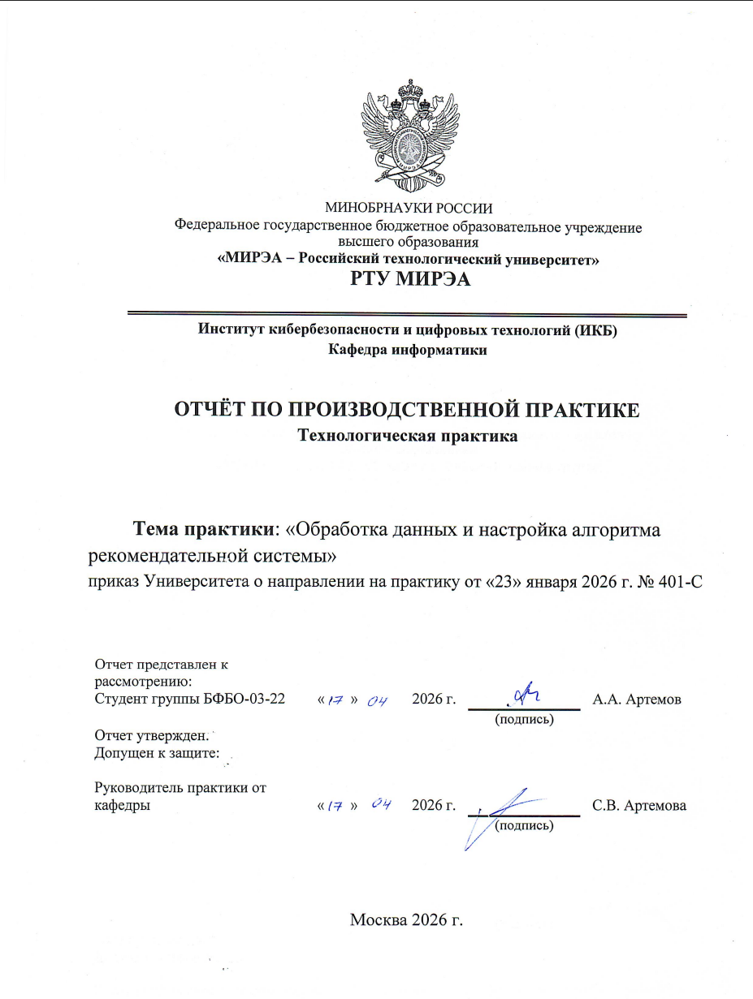 МИНОБРНАУКИ РОССИИ
Федеральное государственное бюджетное образовательное учреждение
высшего образования
«МИРЭА – Российский технологический университет»
РТУ МИРЭА
Институт кибербезопасности и цифровых технологий (ИКБ)
Кафедра информатики
ОТЧЁТ ПО ПРОИЗВОДСТВЕННОЙ ПРАКТИКЕ
Технологическая практика
Тема практики: «Обработка данных и настройка алгоритма
рекомендательной системы»
приказ Университета о направлении на практику от «23» января 2026 г. № 401-С
Отчет представлен к
рассмотрению:
Студент группы БФБО-03-22 «17» 04 2026 г. А.А. Артемов
(подпись)
Отчет утвержден.
Допущен к защите:
Руководитель практики от
кафедры «17» 04 2026 г. С.В. Артемова
(подпись)
Москва 2026 г.